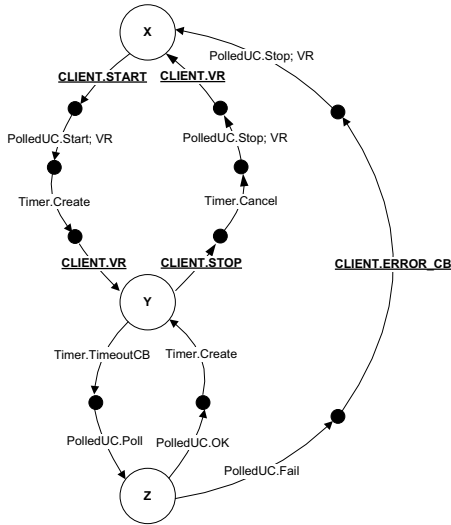 X
PolledUC.Stop; VR
CLIENT.START CLIENT.VR
PolledUC.Start; VR PolledUC.Stop; VR
Timer.Create Timer.Cancel
CLIENT.VR CLIENT.STOP CLIENT.ERROR_CB
Y
Timer.TimeoutCB Timer.Create
PolledUC.Poll PolledUC.OK
PolledUC.Fail
Z